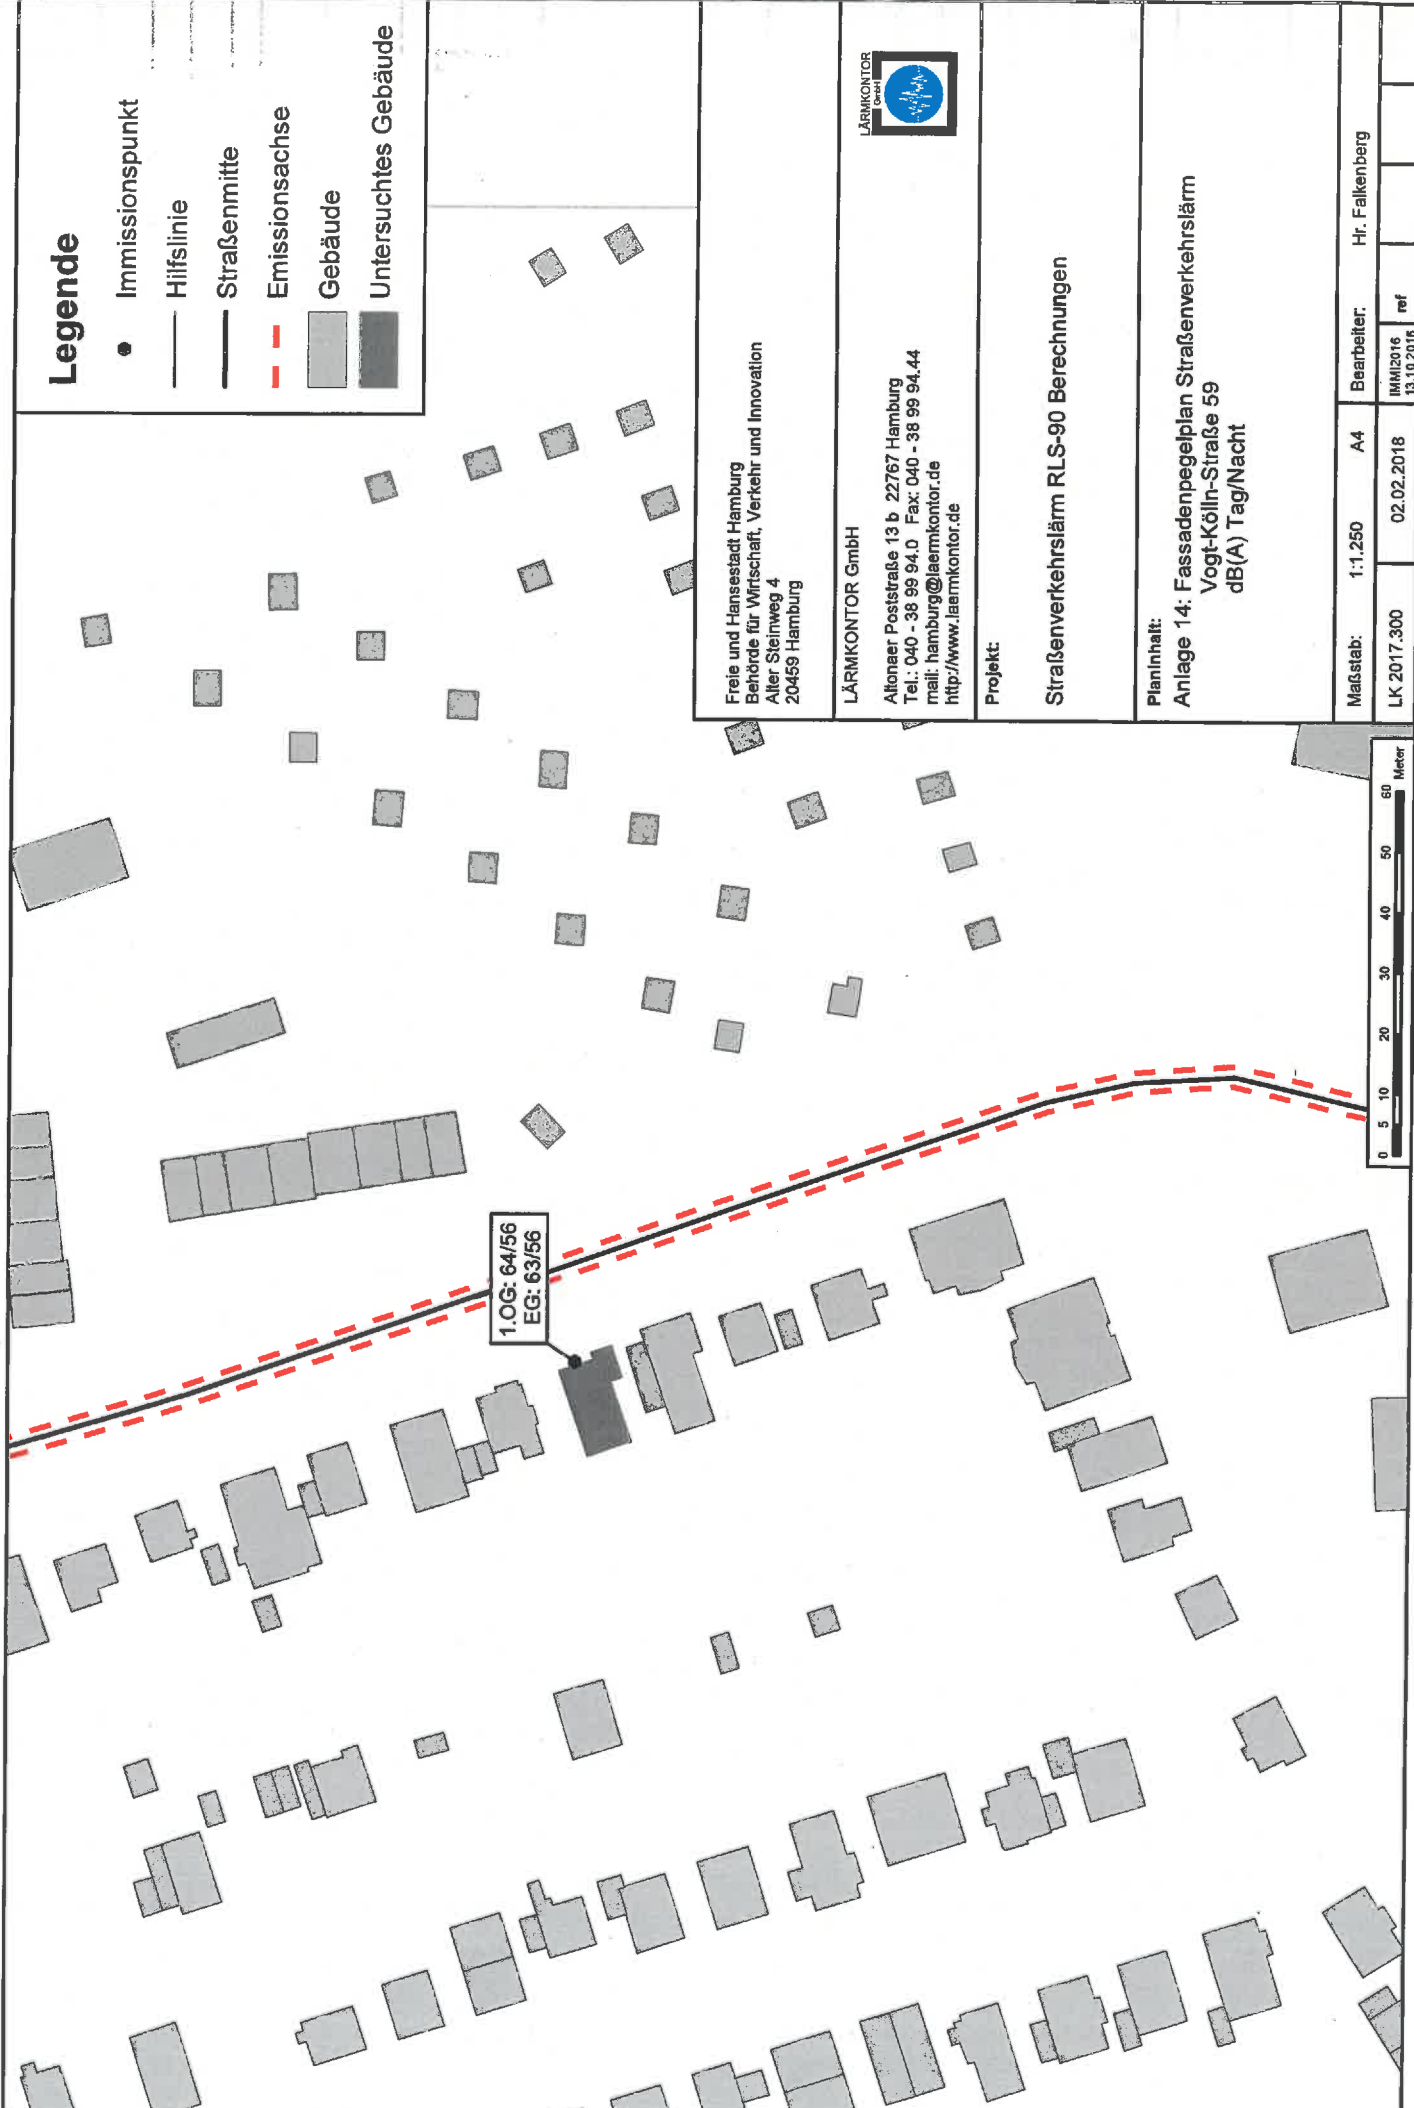 Legende
Immissionspunkt
Hilfslinie
Straßenmitte
Emissionsachse
Gebäude
Untersuchtes Gebäude
1.OG: 64/56
EG: 63/56
Freie und Hansestadt Hamburg
Behörde für Wirtschaft, Verkehr und Innovation
Alter Steinweg 4
20459 Hamburg
LÄRMKONTOR GmbH
Altonaer Poststraße 13 b 22767 Hamburg
Tel.: 040 - 38 99 94.0 Fax: 040 - 38 99 94.44
mail: hamburg@laermkontor.de
http://www.laermkontor.de
LÄRMKONTOR
GmbH
Projekt:
Straßenverkehrslärm RLS-90 Berechnungen
Planinhalt:
Anlage 14: Fassadenpegelplan Straßenverkehrslärm
Vogt-Kölln-Straße 59
dB(A) Tag/Nacht
Maßstab: 1:1.250 A4 Bearbeiter: Hr. Falkenberg
LK 2017.300 02.02.2018 IMMI2016 ref
13.10.2016
0 5 10 20 30 40 50 60
Meter